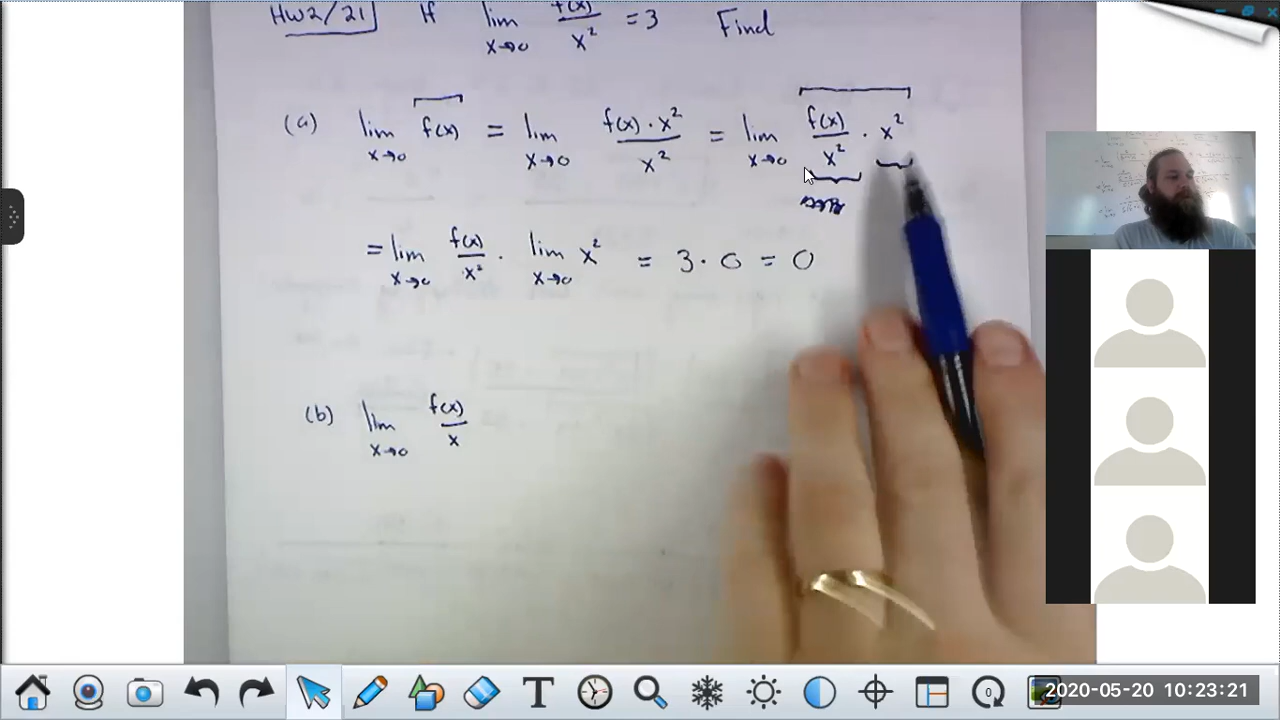 HW2/21 If lim x→0 f(x)/x² = 3 Find
(a) lim x→0 f(x) = lim x→0 f(x)·x²/x² = lim x→0 f(x)/x² · x²
= lim x→0 f(x)/x² · lim x→0 x² = 3·0 = 0
(b) lim x→0 f(x)/x
T
0
2020-05-20 10:23:21